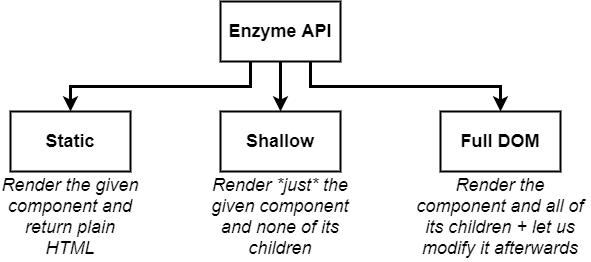 Enzyme API
Static
Shallow
Full DOM
Render the given
component and
return plain
HTML
Render *just* the
given component
and none of its
children
Render the
component and all of
its children + let us
modify it afterwards